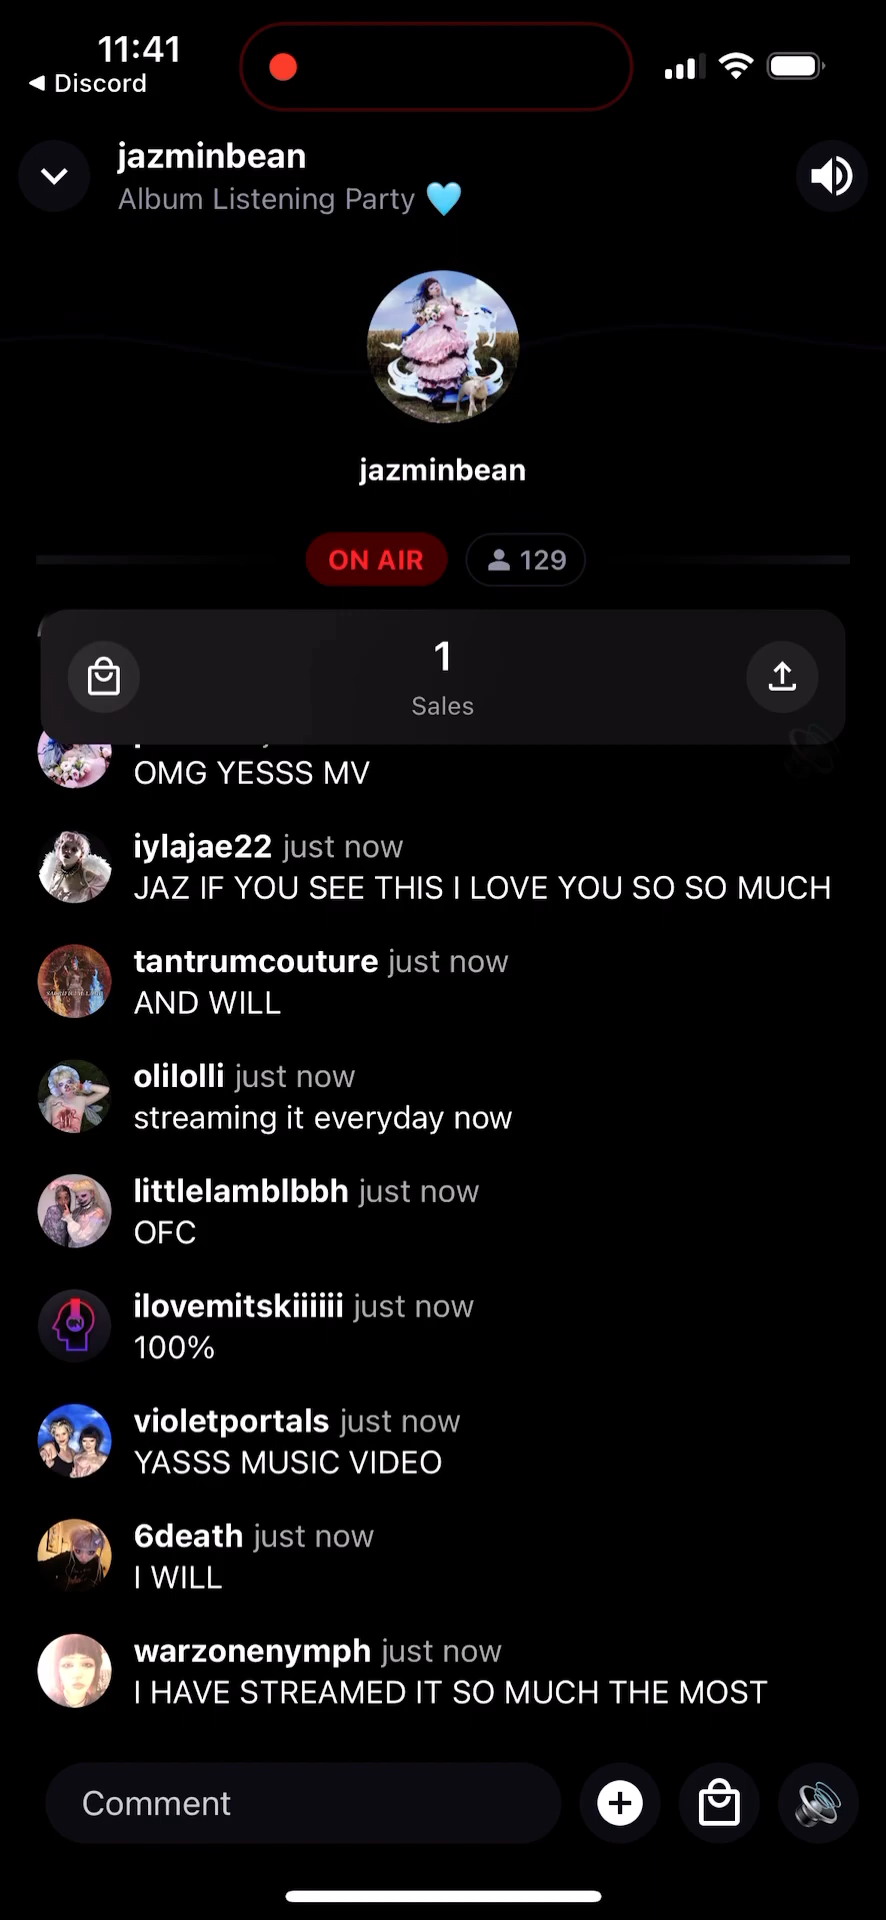 11:41
Discord
jazminbean
Album Listening Party 🩵
jazminbean
ON AIR
129
1
Sales
OMG YESSS MV
iylajae22 just now
JAZ IF YOU SEE THIS I LOVE YOU SO SO MUCH
tantrumcouture just now
AND WILL
olilolli just now
streaming it everyday now
littlelamblbbh just now
OFC
ilovemitskiiiiii just now
100%
violetportals just now
YASSS MUSIC VIDEO
6death just now
I WILL
warzonenymph just now
I HAVE STREAMED IT SO MUCH THE MOST
Comment